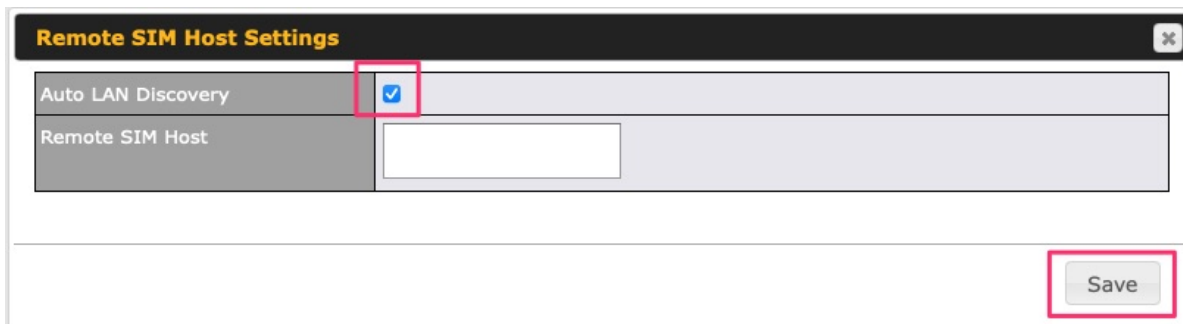 Remote SIM Host Settings
Auto LAN Discovery
Remote SIM Host
Save